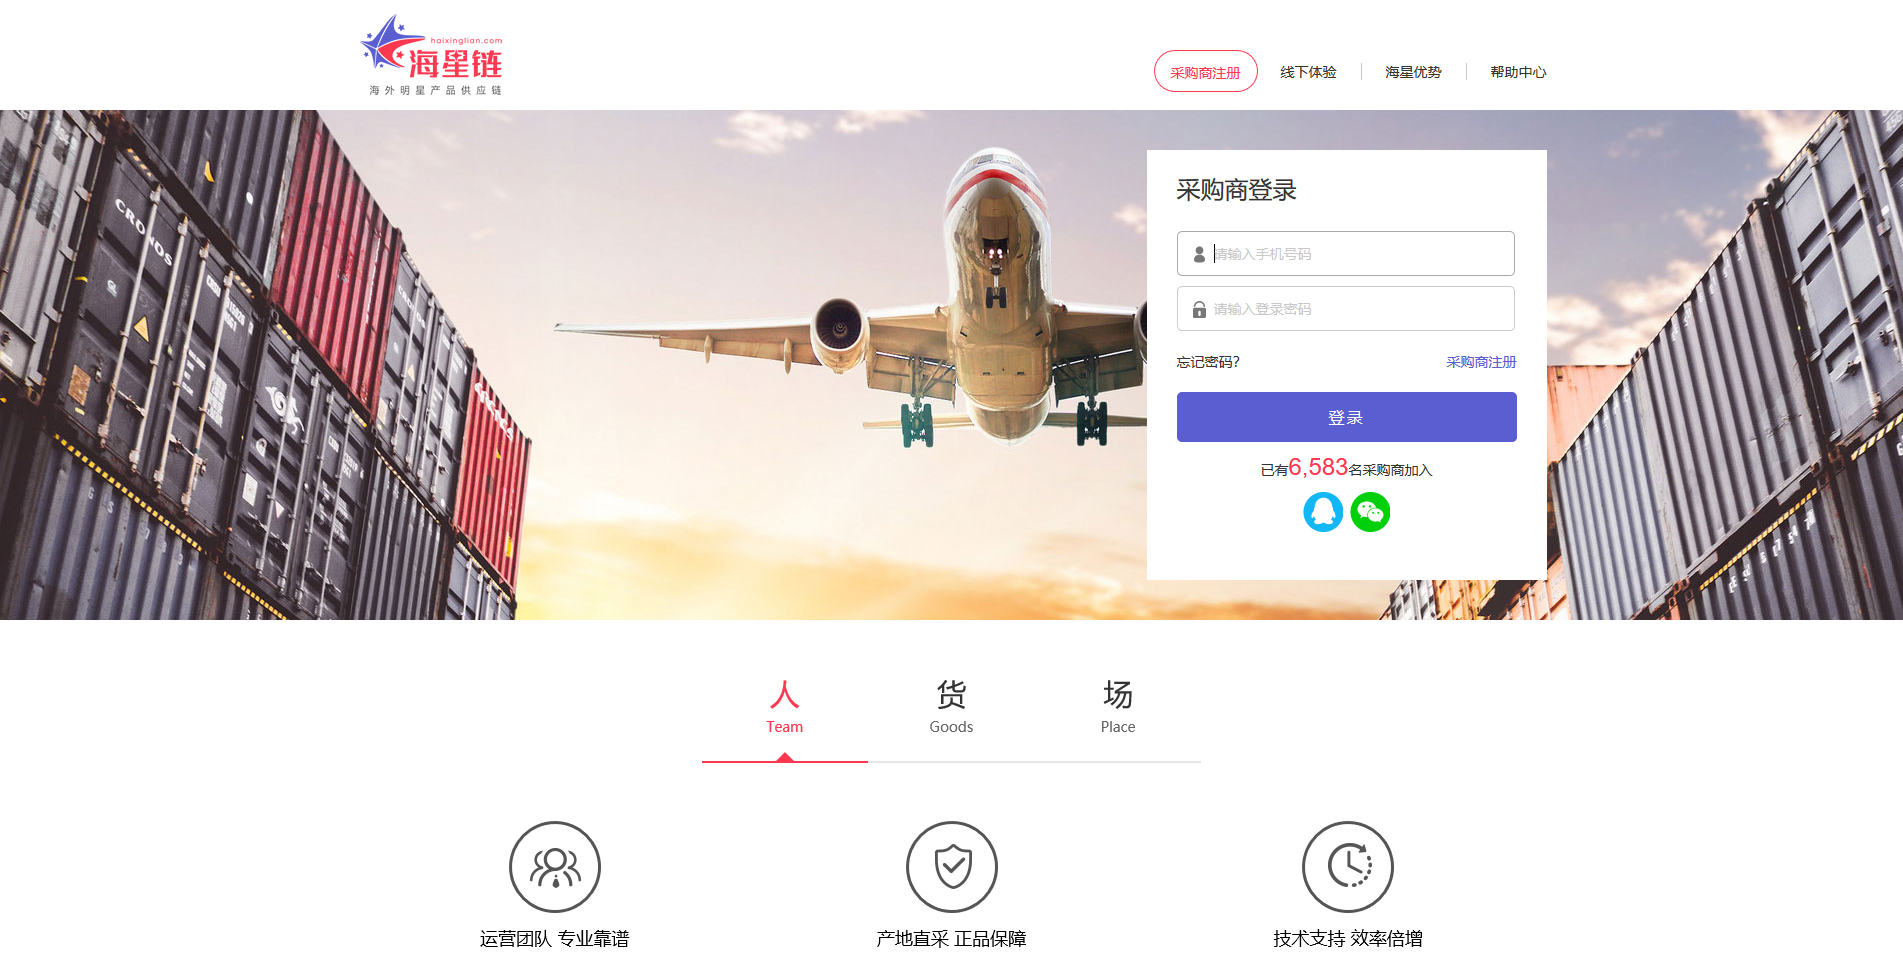 haixinglian.com
海星链
海外明星产品供应链
采购商注册
线下体验
海星优势
帮助中心
CRONOS
采购商登录
请输入手机号码
请输入登录密码
忘记密码?
采购商注册
登录
已有6,583名采购商加入
人
Team
货
Goods
场
Place
运营团队 专业靠谱
产地直采 正品保障
技术支持 效率倍增